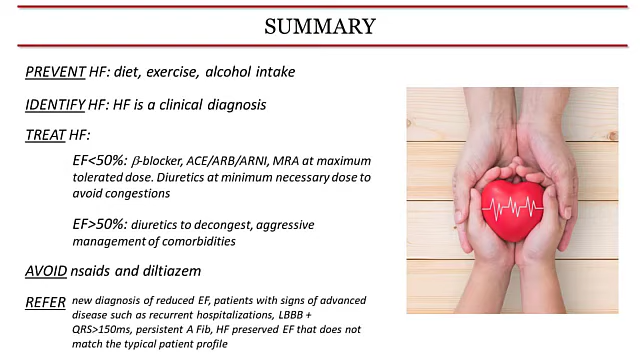 SUMMARY
PREVENT HF: diet, exercise, alcohol intake
IDENTIFY HF: HF is a clinical diagnosis
TREAT HF:
EF<50%: β-blocker, ACE/ARB/ARNI, MRA at maximum
tolerated dose. Diuretics at minimum necessary dose to
avoid congestions
EF>50%: diuretics to decongest, aggressive
management of comorbidities
AVOID nsaids and diltiazem
REFER new diagnosis of reduced EF, patients with signs of advanced
disease such as recurrent hospitalizations, LBBB +
QRS>150ms, persistent A Fib, HF preserved EF that does not
match the typical patient profile